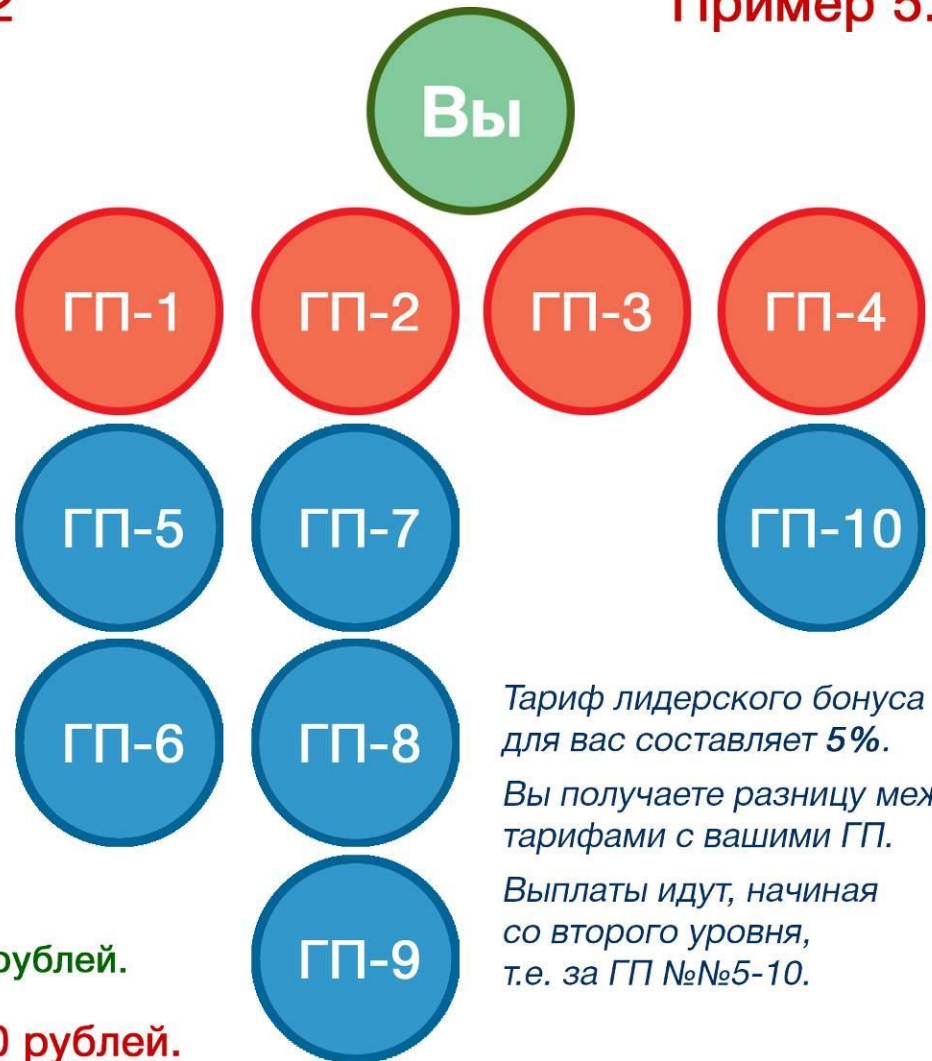 2
Пример 5.
Вы
ГП-1 ГП-2 ГП-3 ГП-4
ГП-5 ГП-7 ГП-10
ГП-6 ГП-8
Тариф лидерского бонуса
для вас составляет 5%.
Вы получаете разницу меж
тарифами с вашими ГП.
Выплаты идут, начиная
со второго уровня,
т.е. за ГП №№5-10.
ГП-9
рублей.
0 рублей.